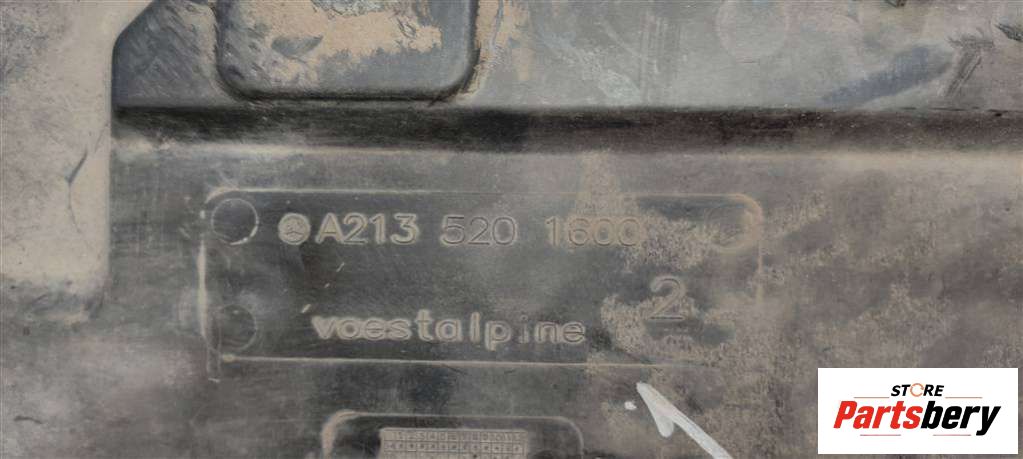 A213 520 1600
2
voestalpine
STORE
Partsbery